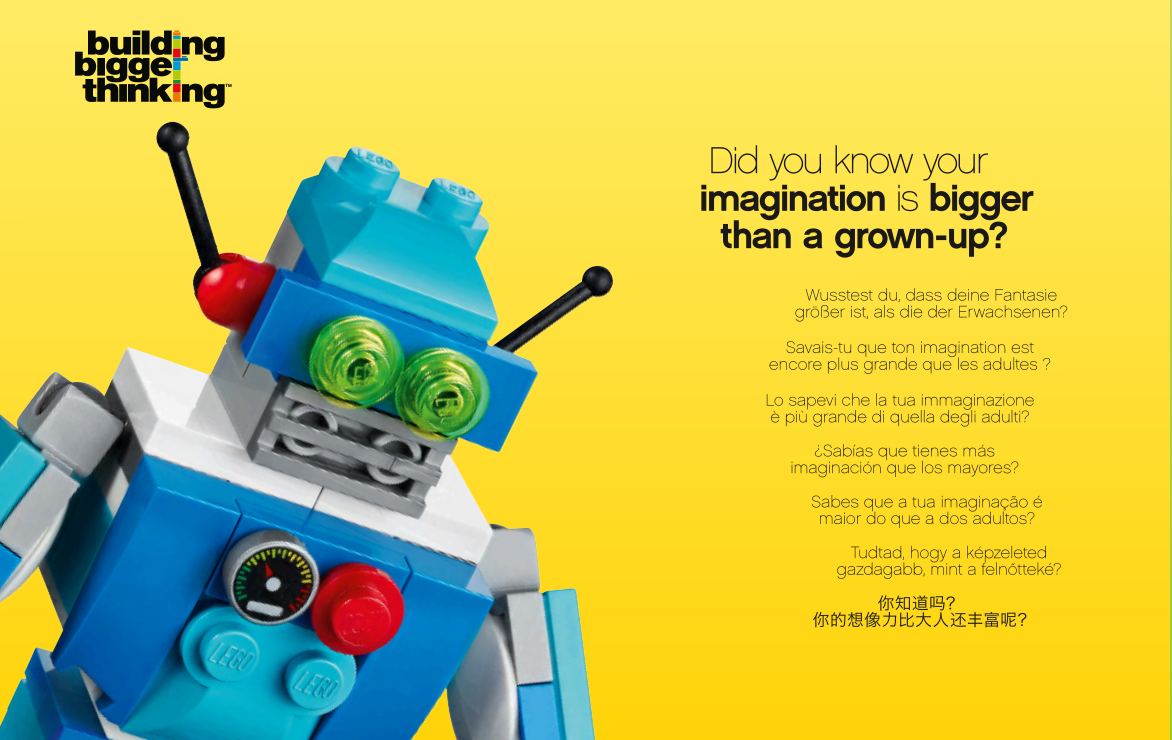 building
bigger
thinking™
LEGO
LEGO
Did you know your
imagination is bigger
than a grown-up?
Wusstest du, dass deine Fantasie
größer ist, als die der Erwachsenen?
Savais-tu que ton imagination est
encore plus grande que les adultes ?
Lo sapevi che la tua immaginazione
è più grande di quella degli adulti?
¿Sabías que tienes más
imaginación que los mayores?
Sabes que a tua imaginação é
maior do que a dos adultos?
Tudtad, hogy a képzeleted
gazdagabb, mint a felnőtteké?
你知道吗?
你的想像力比大人还丰富呢?
LEGO
LEGO